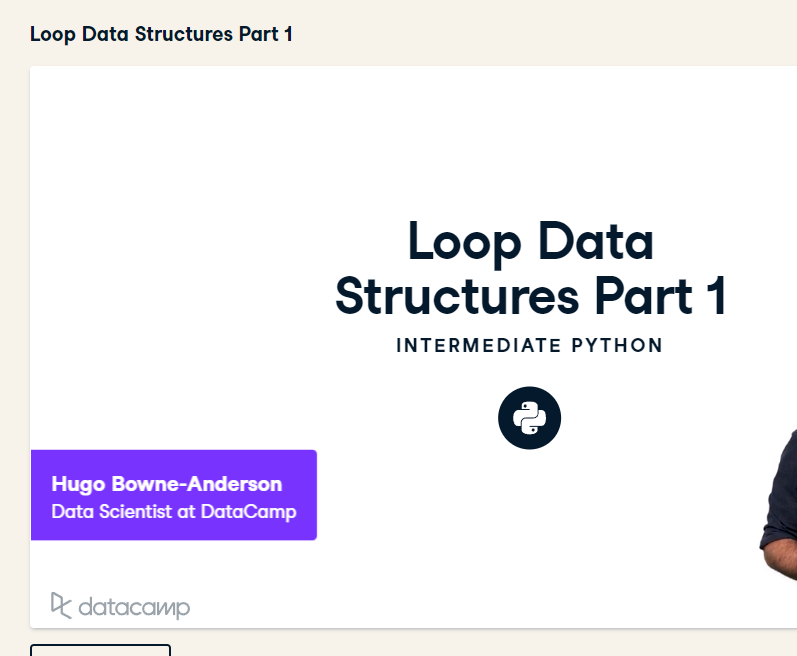 Loop Data Structures Part 1
Loop Data
Structures Part 1
INTERMEDIATE PYTHON
Hugo Bowne-Anderson
Data Scientist at DataCamp
datacamp